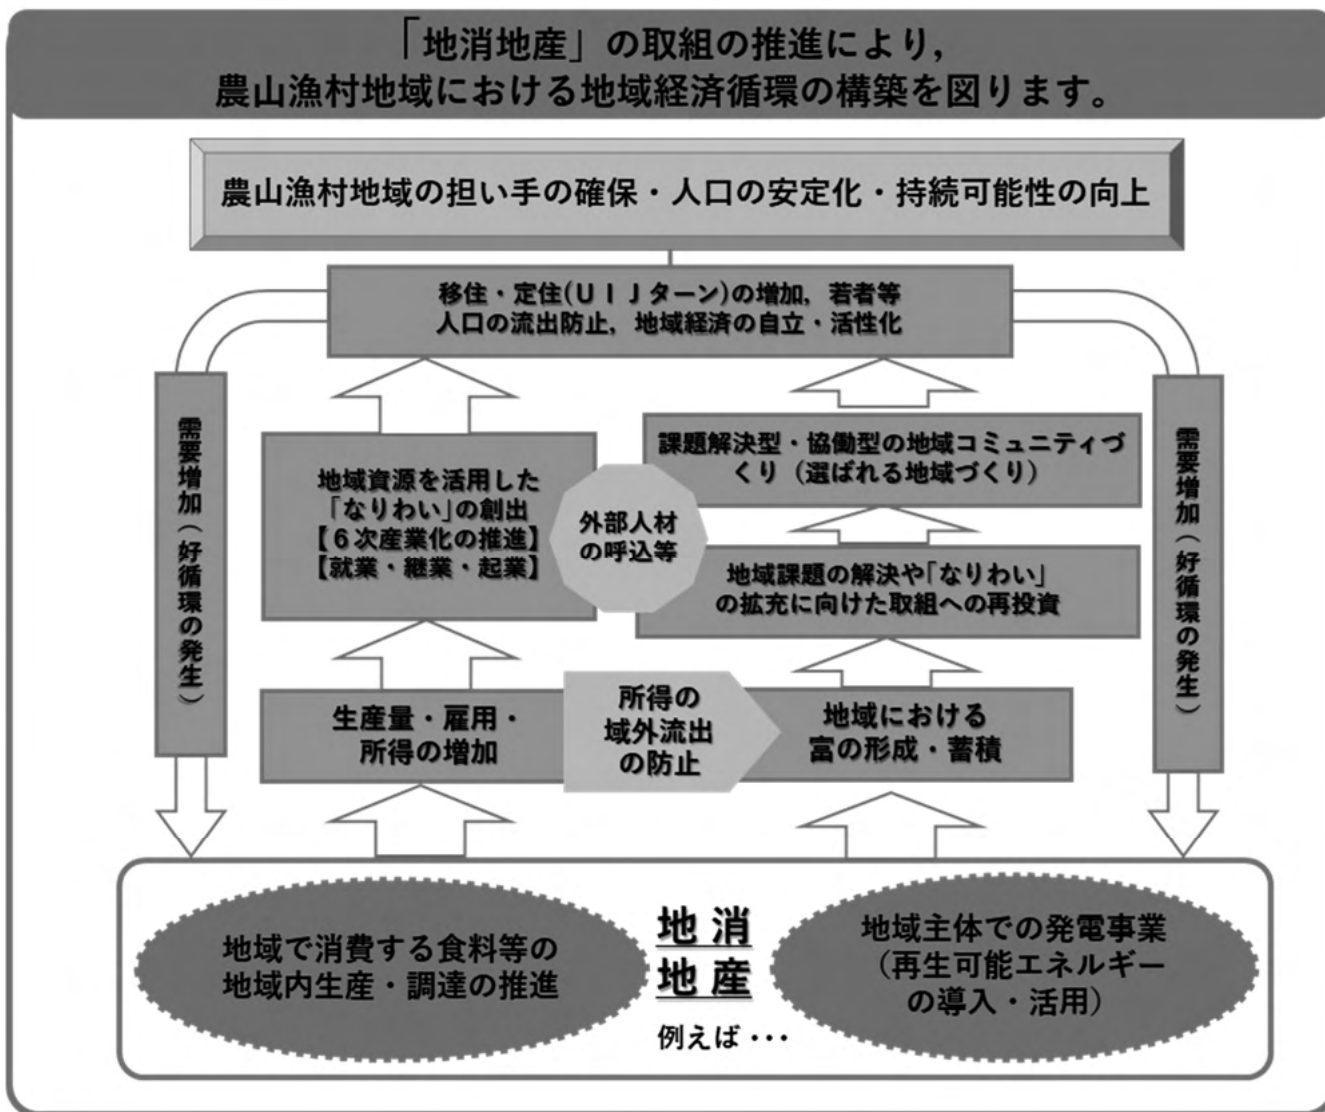 「地消地産」の取組の推進により,
農山漁村地域における地域経済循環の構築を図ります。
農山漁村地域の担い手の確保・人口の安定化・持続可能性の向上
移住・定住(ＵＩＪターン)の増加, 若者等
人口の流出防止, 地域経済の自立・活性化
需要増加(好循環の発生)
地域資源を活用した
「なりわい」の創出
【６次産業化の推進】
【就業・継業・起業】
外部人材
の呼込等
課題解決型・協働型の地域コミュニティづ
くり（選ばれる地域づくり）
地域課題の解決や「なりわい」
の拡充に向けた取組への再投資
需要増加(好循環の発生)
生産量・雇用・
所得の増加
所得の
域外流出
の防止
地域における
富の形成・蓄積
地域で消費する食料等の
地域内生産・調達の推進
地 消
地 産
例えば・・・
地域主体での発電事業
（再生可能エネルギー
の導入・活用）